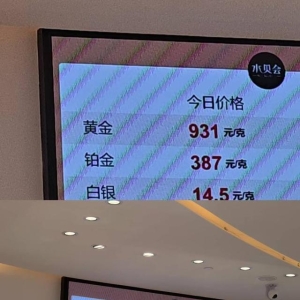 水贝会
今日价格
黄金 931 元/克
铂金 387 元/克
白银 14.5 元/克